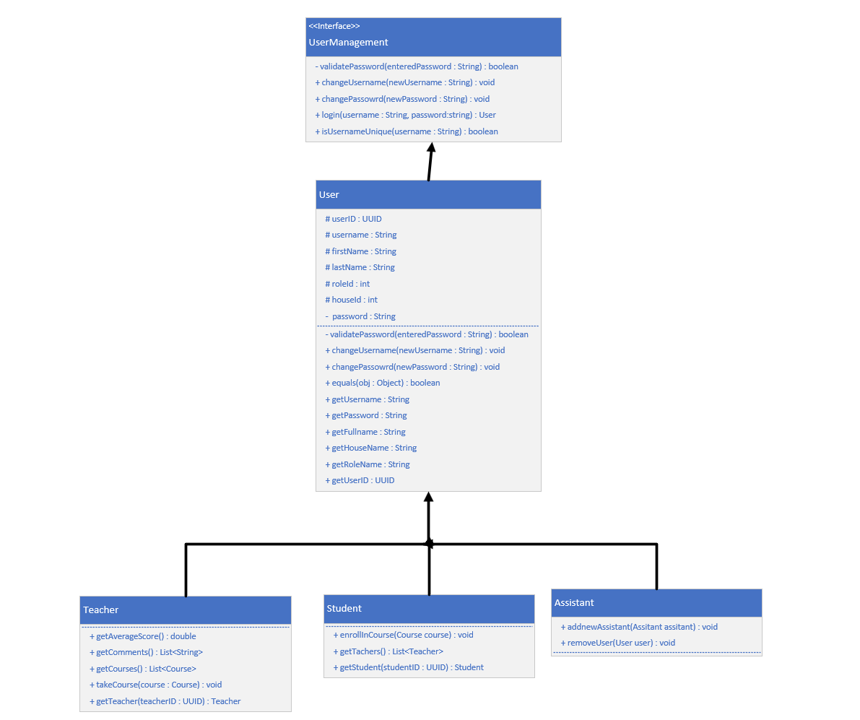 <<Interface>>
UserManagement
- validatePassword(enteredPassword : String) : boolean
+ changeUsername(newUsername : String) : void
+ changePassowrd(newPassword : String) : void
+ login(username : String, password:string) : User
+ isUsernameUnique(username : String) : boolean
User
# userID : UUID
# username : String
# firstName : String
# lastName : String
# roleId : int
# houseId : int
- password : String
- validatePassword(enteredPassword : String) : boolean
+ changeUsername(newUsername : String) : void
+ changePassowrd(newPassword : String) : void
+ equals(obj : Object) : boolean
+ getUsername : String
+ getPassword : String
+ getFullname : String
+ getHouseName : String
+ getRoleName : String
+ getUserID : UUID
Teacher
+ getAverageScore() : double
+ getComments() : List<String>
+ getCourses() : List<Course>
+ takeCourse(course : Course) : void
+ getTeacher(teacherID : UUID) : Teacher
Student
+ enrollInCourse(Course course) : void
+ getTachers() : List<Teacher>
+ getStudent(studentID : UUID) : Student
Assistant
+ addnewAssistant(Assitant assitant) : void
+ removeUser(User user) : void